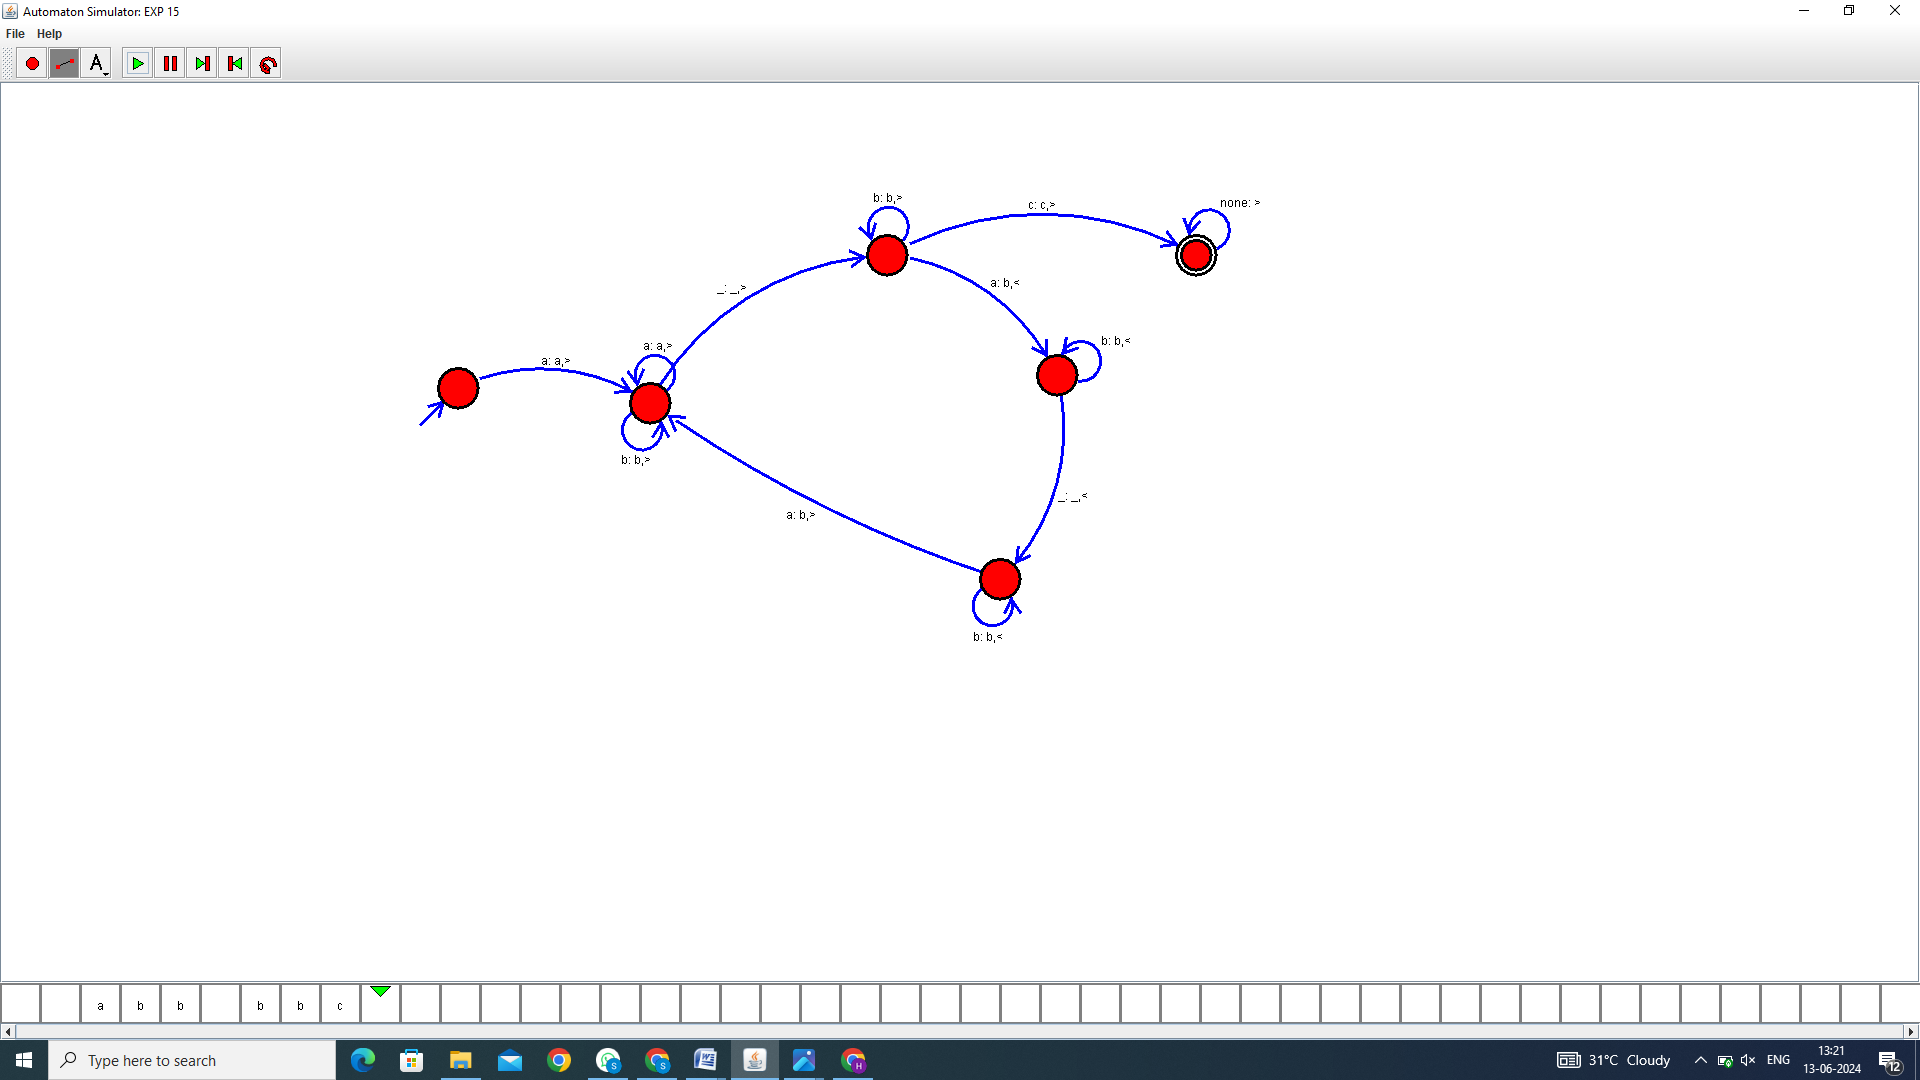 Automaton Simulator: EXP 15
File Help
A
b: b,>
c: c,>
none: >
_: _,>
a: b,<
a: a,>
a: a,>
b: b,<
b: b,>
_: _,<
a: b,>
b: b,<
a b b b b c
Type here to search
W
S
S
H
31°C Cloudy
ENG
13:21
13-06-2024
12